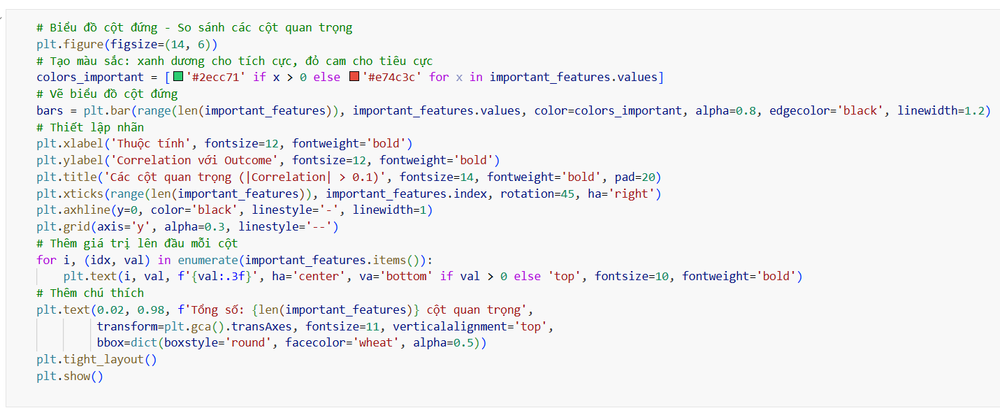 # Biểu đồ cột đứng - So sánh các cột quan trọng
plt.figure(figsize=(14, 6))
# Tạo màu sắc: xanh dương cho tích cực, đỏ cam cho tiêu cực
colors_important = ['#2ecc71' if x > 0 else '#e74c3c' for x in important_features.values]
# Vẽ biểu đồ cột đứng
bars = plt.bar(range(len(important_features)), important_features.values, color=colors_important, alpha=0.8, edgecolor='black', linewidth=1.2)
# Thiết lập nhãn
plt.xlabel('Thuộc tính', fontsize=12, fontweight='bold')
plt.ylabel('Correlation với Outcome', fontsize=12, fontweight='bold')
plt.title('Các cột quan trọng (|Correlation| > 0.1)', fontsize=14, fontweight='bold', pad=20)
plt.xticks(range(len(important_features)), important_features.index, rotation=45, ha='right')
plt.axhline(y=0, color='black', linestyle='-', linewidth=1)
plt.grid(axis='y', alpha=0.3, linestyle='--')
# Thêm giá trị lên đầu mỗi cột
for i, (idx, val) in enumerate(important_features.items()):
    plt.text(i, val, f'{val:.3f}', ha='center', va='bottom' if val > 0 else 'top', fontsize=10, fontweight='bold')
# Thêm chú thích
plt.text(0.02, 0.98, f'Tổng số: {len(important_features)} cột quan trọng',
         transform=plt.gca().transAxes, fontsize=11, verticalalignment='top',
         bbox=dict(boxstyle='round', facecolor='wheat', alpha=0.5))
plt.tight_layout()
plt.show()